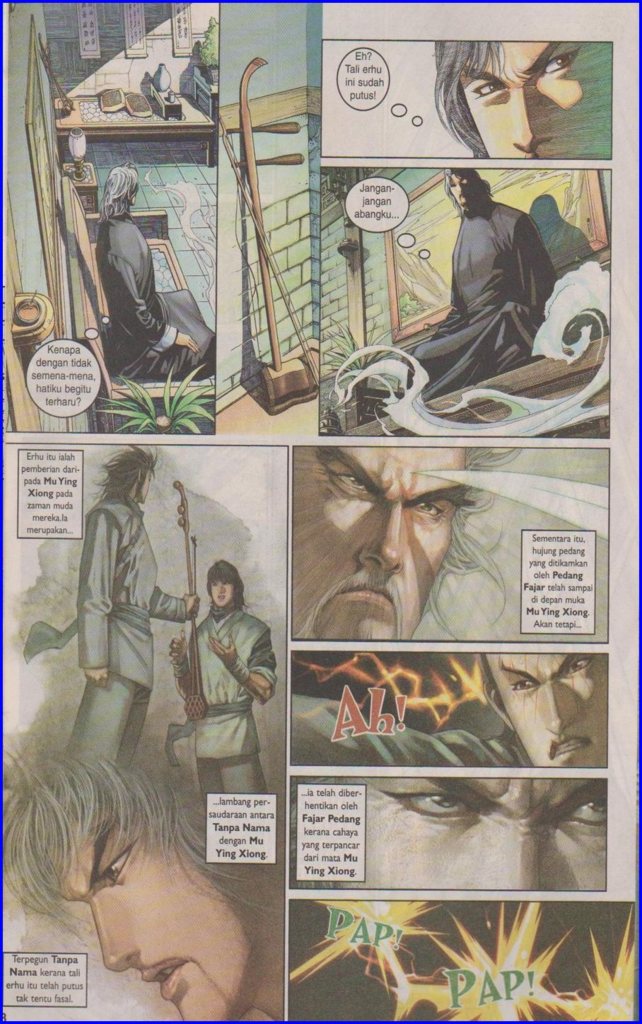 Kenapa
dengan tidak
semena-mena,
hatiku begitu
terharu?
Eh?
Tali erhu
ini sudah
putus!
Jangan-
jangan
abangku...
Erhu itu ialah
pemberian dari-
pada Mu Ying
Xiong pada
zaman muda
mereka.Ia
merupakan...
...lambang per-
saudaraan antara
Tanpa Nama
dengan Mu
Ying Xiong.
Terpegun Tanpa
Nama kerana tali
erhu itu telah putus
tak tentu fasal.
Sementara itu,
hujung pedang
yang ditikamkan
oleh Pedang
Fajar telah sampai
di depan muka
Mu Ying Xiong.
Akan tetapi...
Ah!
...ia telah diber-
hentikan oleh
Fajar Pedang
kerana cahaya
yang terpancar
dari mata Mu
Ying Xiong.
PAP!
PAP!